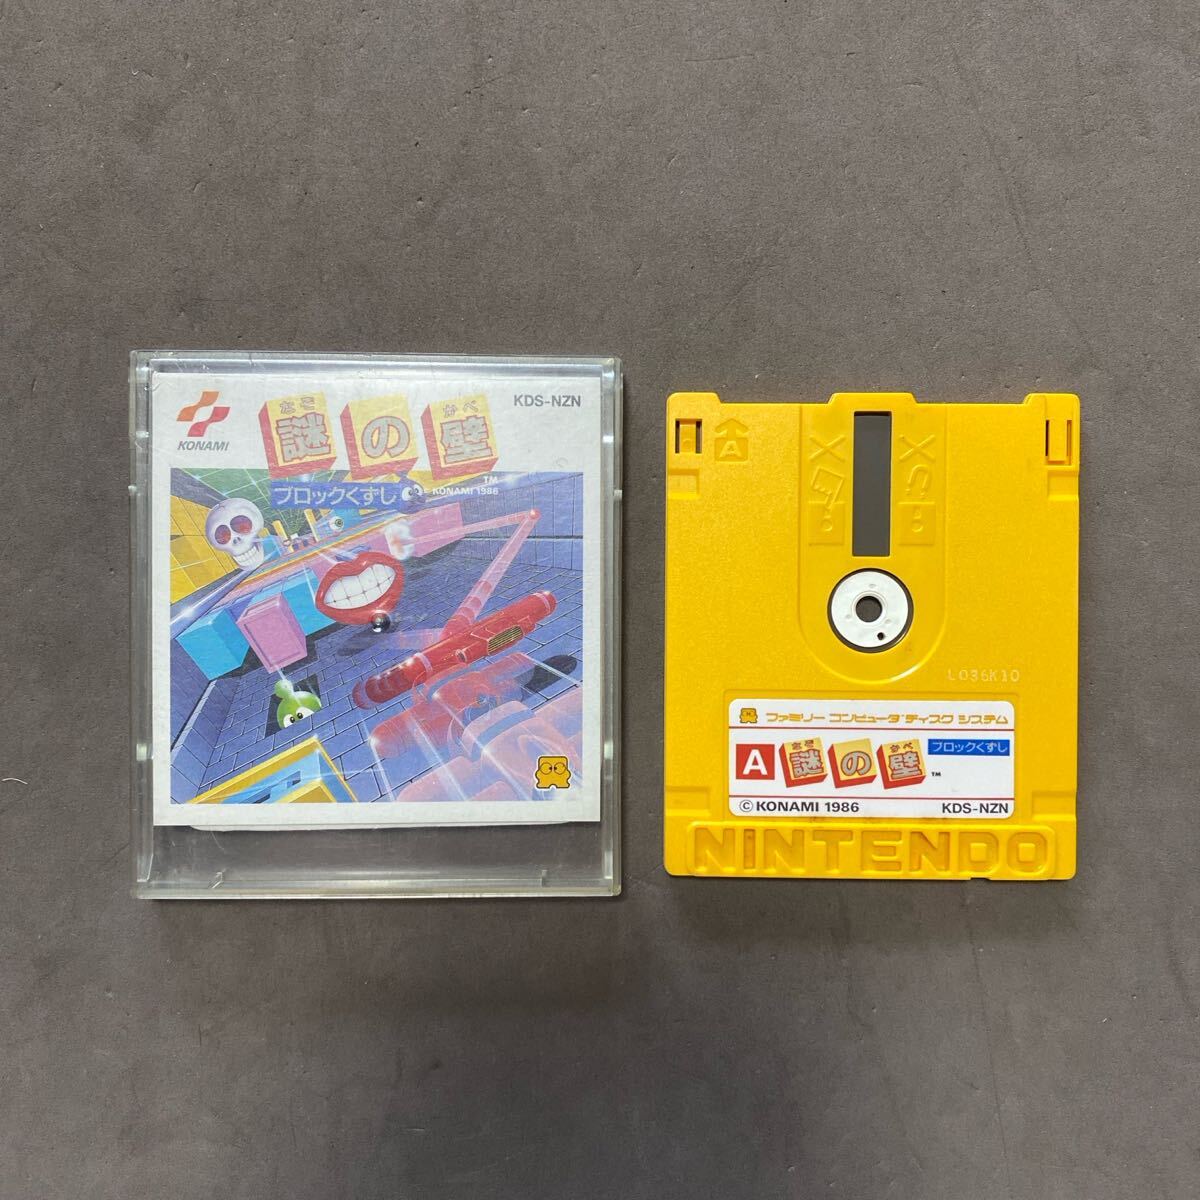 KONAMI
KDS-NZN
なぞ かべ
謎の壁
TM
ブロックくずし
© KONAMI 1986
A
L036K10
ファミリー コンピュータ ディスク システム
A
なぞ かべ
謎の壁
TM
ブロックくずし
© KONAMI 1986
KDS-NZN
NINTENDO